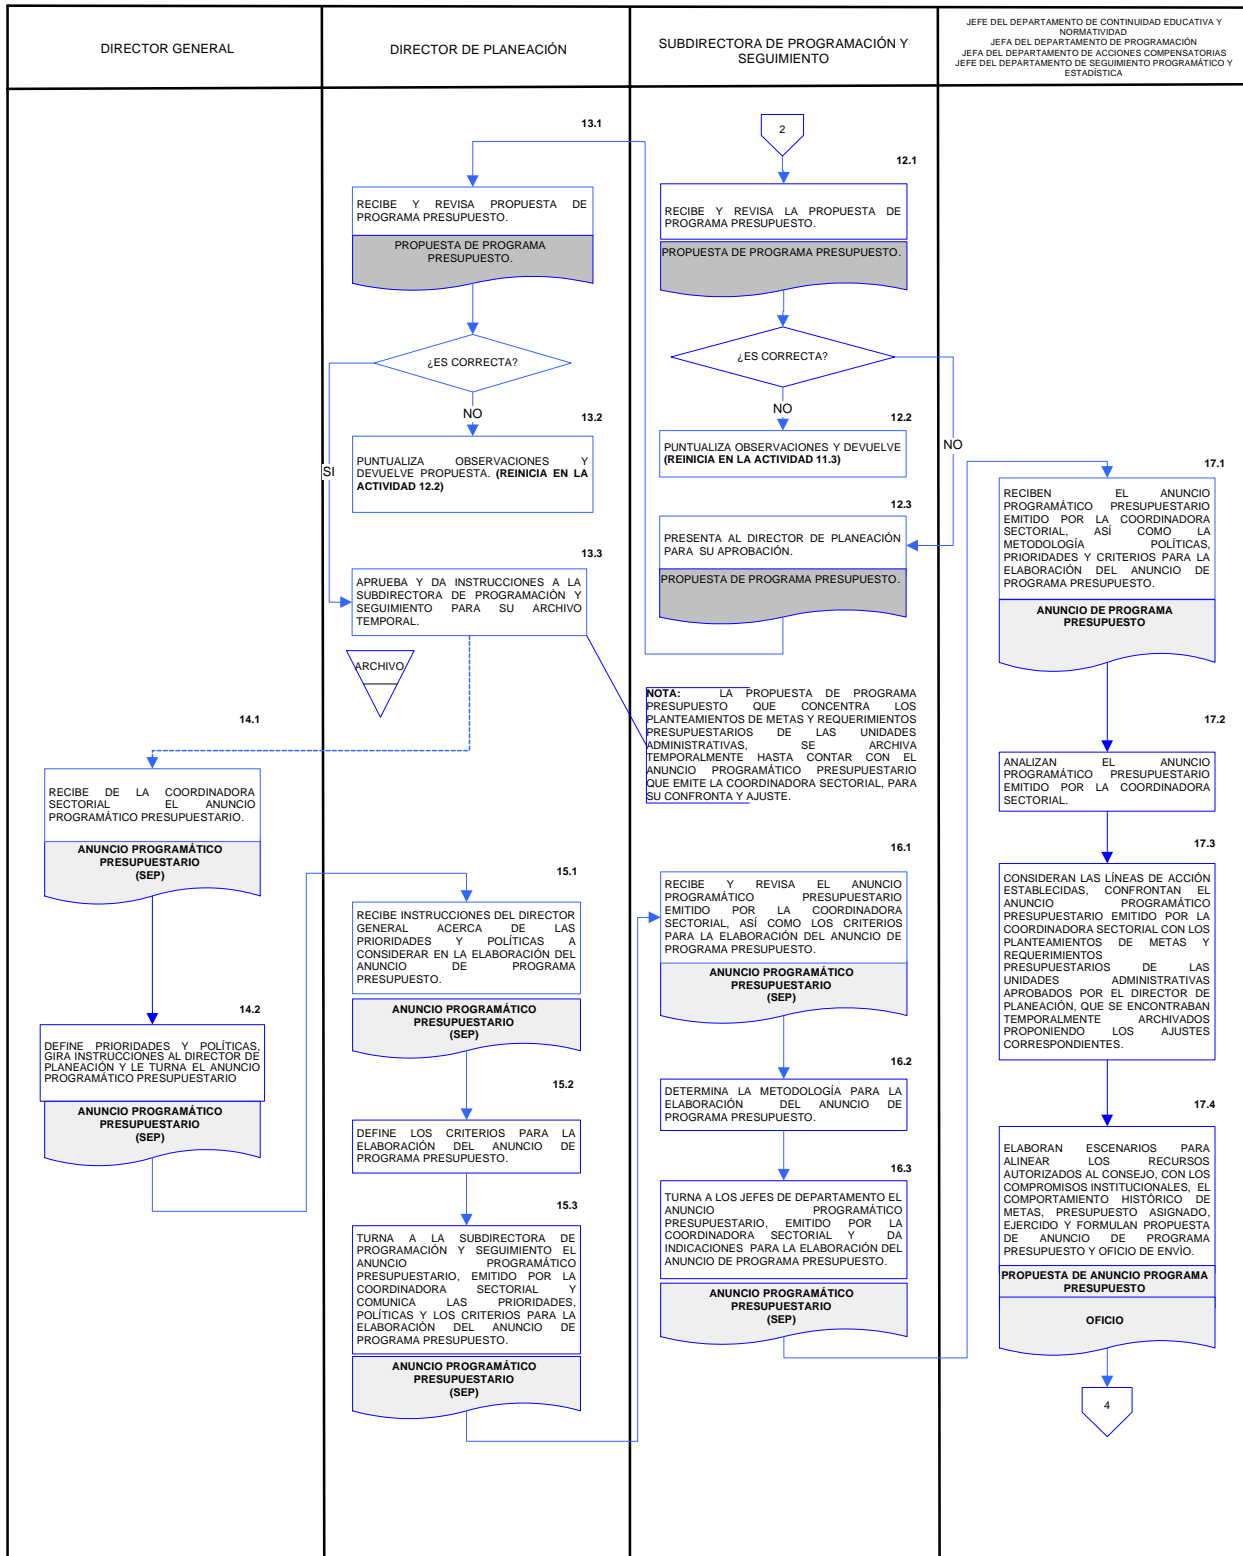 DIRECTOR GENERAL
DIRECTOR DE PLANEACIÓN
SUBDIRECTORA DE PROGRAMACIÓN Y
SEGUIMIENTO
JEFE DEL DEPARTAMENTO DE CONTINUIDAD EDUCATIVA Y
NORMATIVIDAD
JEFA DEL DEPARTAMENTO DE PROGRAMACIÓN
JEFA DEL DEPARTAMENTO DE ACCIONES COMPENSATORIAS
JEFE DEL DEPARTAMENTO DE SEGUIMIENTO PROGRAMÁTICO Y
ESTADÍSTICA
2
12.1
RECIBE Y REVISA LA PROPUESTA DE
PROGRAMA PRESUPUESTO.
PROPUESTA DE PROGRAMA PRESUPUESTO.
¿ES CORRECTA?
NO
NO
12.2
PUNTUALIZA OBSERVACIONES Y DEVUELVE
(REINICIA EN LA ACTIVIDAD 11.3)
12.3
PRESENTA AL DIRECTOR DE PLANEACIÓN
PARA SU APROBACIÓN.
PROPUESTA DE PROGRAMA PRESUPUESTO.
13.1
RECIBE Y REVISA PROPUESTA DE
PROGRAMA PRESUPUESTO.
PROPUESTA DE PROGRAMA
PRESUPUESTO.
¿ES CORRECTA?
NO
SI
13.2
PUNTUALIZA OBSERVACIONES Y
DEVUELVE PROPUESTA. (REINICIA EN LA
ACTIVIDAD 12.2)
13.3
APRUEBA Y DA INSTRUCCIONES A LA
SUBDIRECTORA DE PROGRAMACIÓN Y
SEGUIMIENTO PARA SU ARCHIVO
TEMPORAL.
ARCHIVO
NOTA: LA PROPUESTA DE PROGRAMA
PRESUPUESTO QUE CONCENTRA LOS
PLANTEAMIENTOS DE METAS Y REQUERIMIENTOS
PRESUPUESTARIOS DE LAS UNIDADES
ADMINISTRATIVAS, SE ARCHIVA
TEMPORALMENTE HASTA CONTAR CON EL
ANUNCIO PROGRAMÁTICO PRESUPUESTARIO
QUE EMITE LA COORDINADORA SECTORIAL, PARA
SU CONFRONTA Y AJUSTE.
14.1
RECIBE DE LA COORDINADORA
SECTORIAL EL ANUNCIO
PROGRAMÁTICO PRESUPUESTARIO.
ANUNCIO PROGRAMÁTICO
PRESUPUESTARIO
(SEP)
14.2
DEFINE PRIORIDADES Y POLÍTICAS,
GIRA INSTRUCCIONES AL DIRECTOR DE
PLANEACIÓN Y LE TURNA EL ANUNCIO
PROGRAMÁTICO PRESUPUESTARIO
ANUNCIO PROGRAMÁTICO
PRESUPUESTARIO
(SEP)
15.1
RECIBE INSTRUCCIONES DEL DIRECTOR
GENERAL ACERCA DE LAS
PRIORIDADES Y POLÍTICAS A
CONSIDERAR EN LA ELABORACIÓN DEL
ANUNCIO DE PROGRAMA
PRESUPUESTO.
ANUNCIO PROGRAMÁTICO
PRESUPUESTARIO
(SEP)
15.2
DEFINE LOS CRITERIOS PARA LA
ELABORACIÓN DEL ANUNCIO DE
PROGRAMA PRESUPUESTO.
15.3
TURNA A LA SUBDIRECTORA DE
PROGRAMACIÓN Y SEGUIMIENTO EL
ANUNCIO PROGRAMÁTICO
PRESUPUESTARIO, EMITIDO POR LA
COORDINADORA SECTORIAL Y
COMUNICA LAS PRIORIDADES,
POLÍTICAS Y LOS CRITERIOS PARA LA
ELABORACIÓN DEL ANUNCIO DE
PROGRAMA PRESUPUESTO.
ANUNCIO PROGRAMÁTICO
PRESUPUESTARIO
(SEP)
16.1
RECIBE Y REVISA EL ANUNCIO
PROGRAMÁTICO PRESUPUESTARIO
EMITIDO POR LA COORDINADORA
SECTORIAL, ASÍ COMO LOS CRITERIOS
PARA LA ELABORACIÓN DEL ANUNCIO DE
PROGRAMA PRESUPUESTO.
ANUNCIO PROGRAMÁTICO
PRESUPUESTARIO
(SEP)
16.2
DETERMINA LA METODOLOGÍA PARA LA
ELABORACIÓN DEL ANUNCIO DE
PROGRAMA PRESUPUESTO.
16.3
TURNA A LOS JEFES DE DEPARTAMENTO EL
ANUNCIO PROGRAMÁTICO
PRESUPUESTARIO, EMITIDO POR LA
COORDINADORA SECTORIAL Y DA
INDICACIONES PARA LA ELABORACIÓN DEL
ANUNCIO DE PROGRAMA PRESUPUESTO.
ANUNCIO PROGRAMÁTICO
PRESUPUESTARIO
(SEP)
17.1
RECIBEN EL ANUNCIO
PROGRAMÁTICO PRESUPUESTARIO
EMITIDO POR LA COORDINADORA
SECTORIAL, ASÍ COMO LA
METODOLOGÍA POLÍTICAS,
PRIORIDADES Y CRITERIOS PARA LA
ELABORACIÓN DEL ANUNCIO DE
PROGRAMA PRESUPUESTO.
ANUNCIO DE PROGRAMA
PRESUPUESTO
17.2
ANALIZAN EL ANUNCIO
PROGRAMÁTICO PRESUPUESTARIO
EMITIDO POR LA COORDINADORA
SECTORIAL.
17.3
CONSIDERAN LAS LÍNEAS DE ACCIÓN
ESTABLECIDAS, CONFRONTAN EL
ANUNCIO PROGRAMÁTICO
PRESUPUESTARIO EMITIDO POR LA
COORDINADORA SECTORIAL CON LOS
PLANTEAMIENTOS DE METAS Y
REQUERIMIENTOS
PRESUPUESTARIOS DE LAS
UNIDADES ADMINISTRATIVAS
APROBADOS POR EL DIRECTOR DE
PLANEACIÓN, QUE SE ENCONTRABAN
TEMPORALMENTE ARCHIVADOS
PROPONIENDO LOS AJUSTES
CORRESPONDIENTES.
17.4
ELABORAN ESCENARIOS PARA
ALINEAR LOS RECURSOS
AUTORIZADOS AL CONSEJO, CON LOS
COMPROMISOS INSTITUCIONALES, EL
COMPORTAMIENTO HISTÓRICO DE
METAS, PRESUPUESTO ASIGNADO,
EJERCIDO Y FORMULAN PROPUESTA
DE ANUNCIO DE PROGRAMA
PRESUPUESTO Y OFICIO DE ENVÌO.
PROPUESTA DE ANUNCIO PROGRAMA
PRESUPUESTO
OFICIO
4